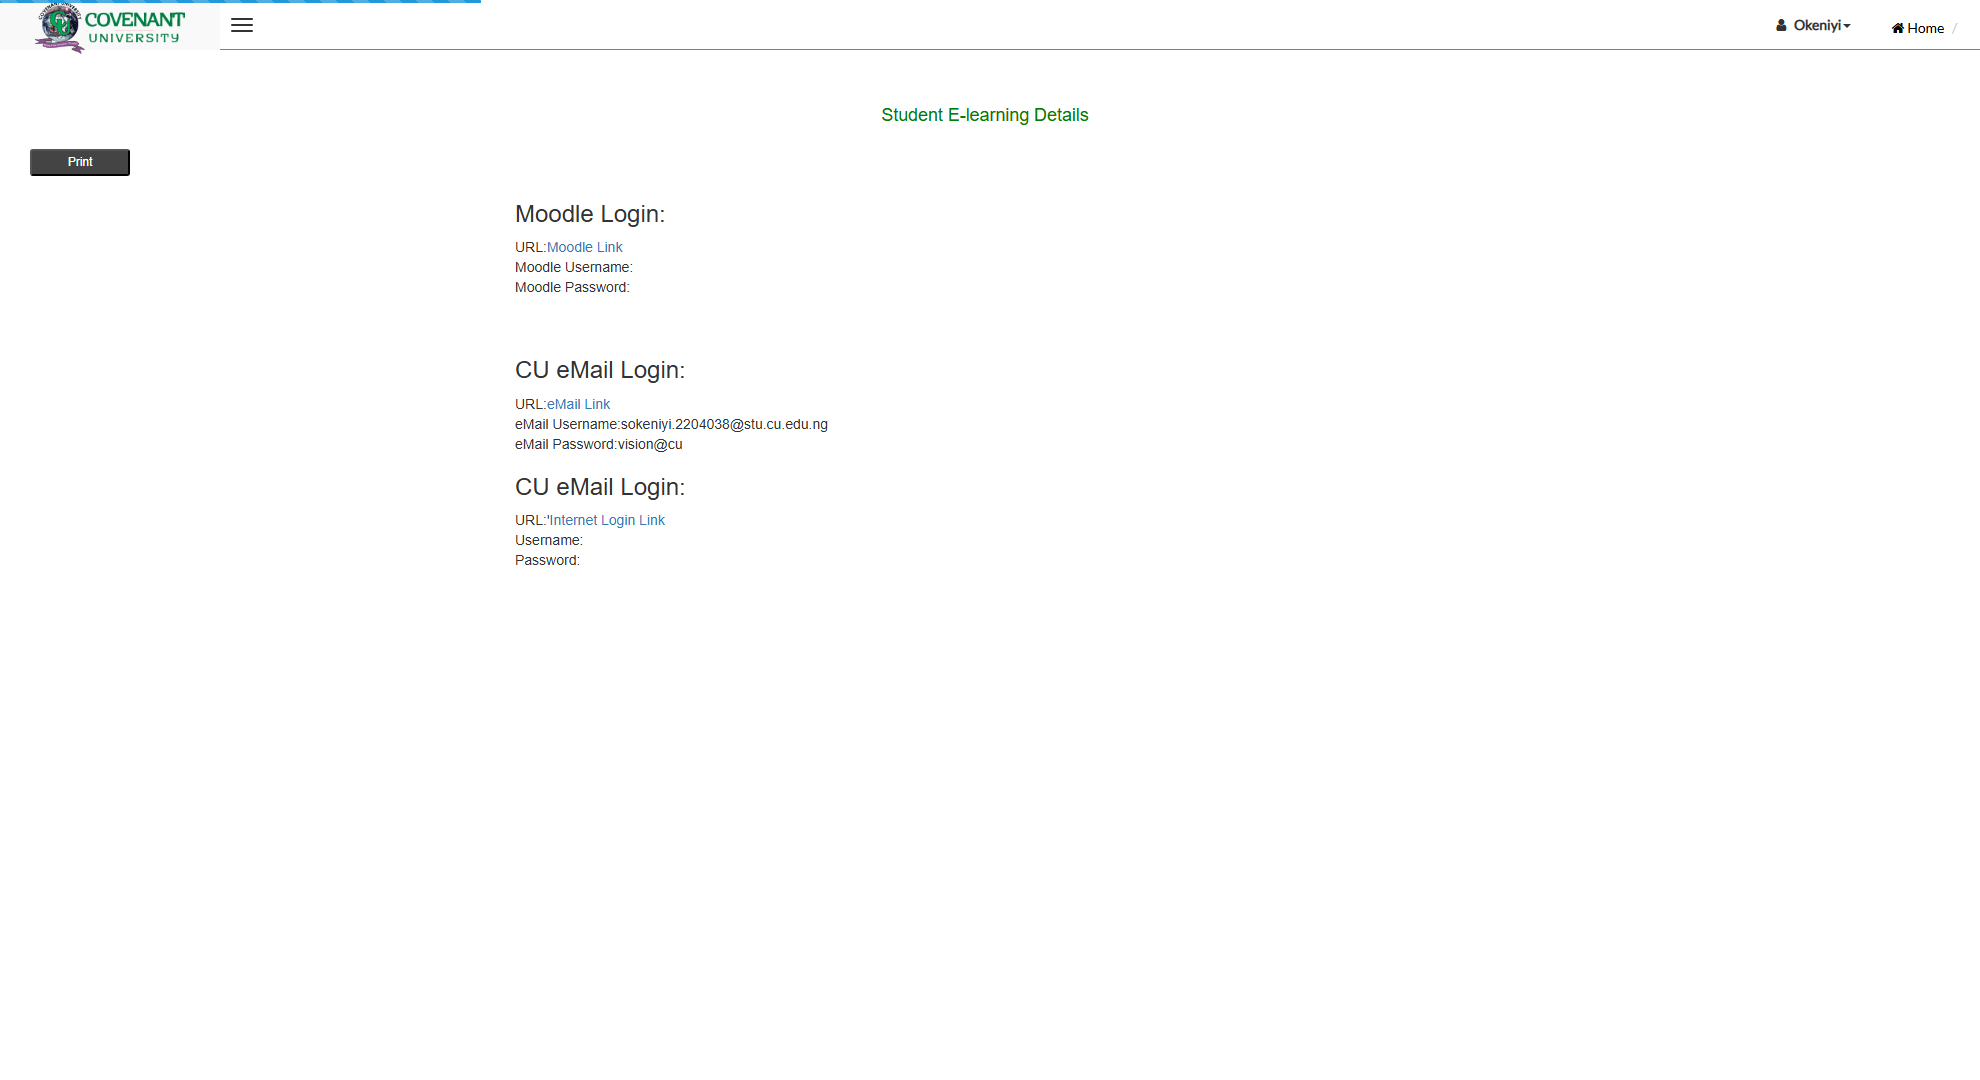 COVENANT
UNIVERSITY
Okeniyi
Home /
Student E-learning Details
Print
Moodle Login:
URL:Moodle Link
Moodle Username:
Moodle Password:
CU eMail Login:
URL:eMail Link
eMail Username:sokeniyi.2204038@stu.cu.edu.ng
eMail Password:vision@cu
CU eMail Login:
URL:'Internet Login Link
Username:
Password: